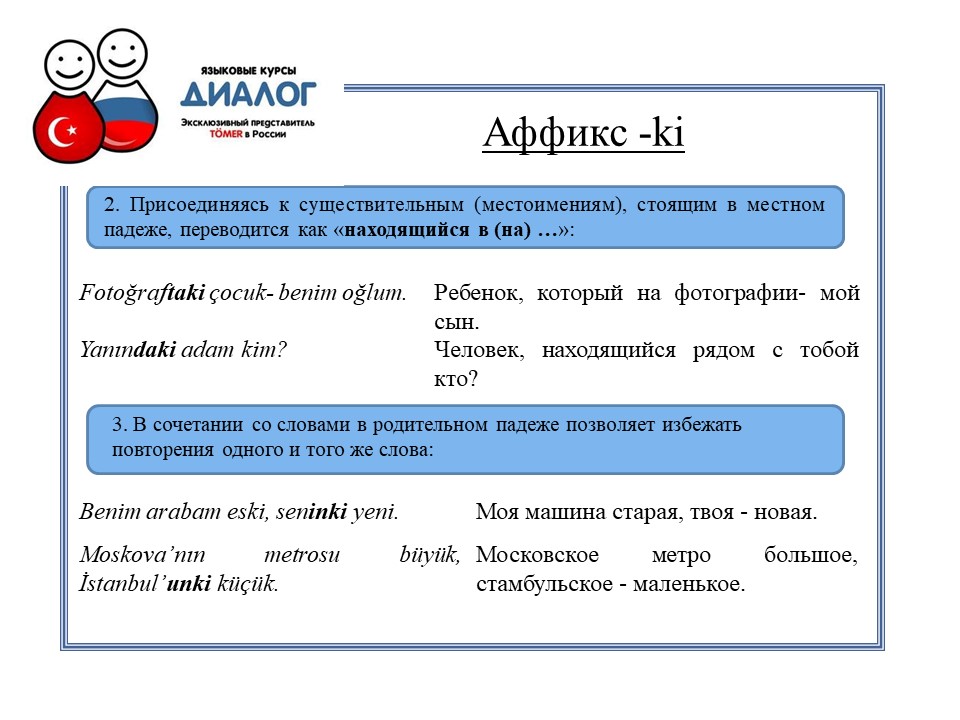 ЯЗЫКОВЫЕ КУРСЫ
ДИАЛОГ
Эксклюзивный представитель
TÖMER в России
Аффикс -ki
2. Присоединяясь к существительным (местоимениям), стоящим в местном
падеже, переводится как «находящийся в (на) …»:
Fotoğraftaki çocuk- benim oğlum.
Ребенок, который на фотографии- мой
сын.
Yanındaki adam kim?
Человек, находящийся рядом с тобой
кто?
3. В сочетании со словами в родительном падеже позволяет избежать
повторения одного и того же слова:
Benim arabam eski, seninki yeni.
Моя машина старая, твоя - новая.
Moskova’nın metrosu büyük,
İstanbul’unki küçük.
Московское метро большое,
стамбульское - маленькое.